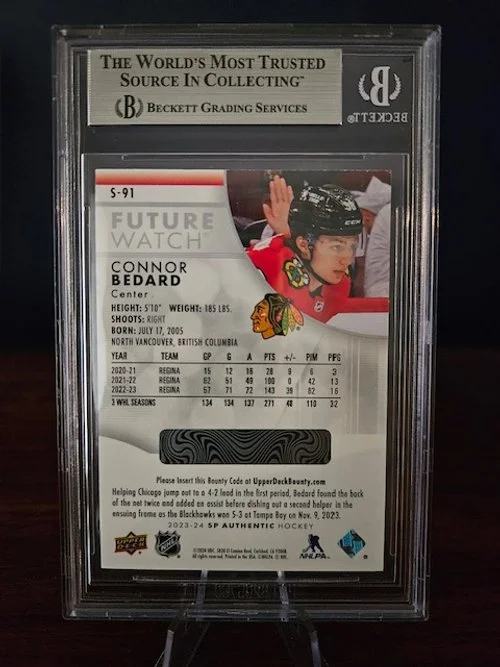 THE WORLD'S MOST TRUSTED
SOURCE IN COLLECTING™
BECKETT GRADING SERVICES
BECKETT®
S-91
FUTURE
WATCH™
CONNOR
BEDARD
Center
HEIGHT: 5'10" WEIGHT: 185 LBS.
SHOOTS: RIGHT
BORN: JULY 17, 2005
NORTH VANCOUVER, BRITISH COLUMBIA
YEAR TEAM GP G A PTS +/- PIM PPG
2020-21 REGINA 15 12 16 28 9 6 3
2021-22 REGINA 62 51 49 100 0 42 13
2022-23 REGINA 57 71 72 143 39 62 16
3 WHL SEASONS 134 134 137 271 48 110 32
Please Insert this Bounty Code at UpperDeckBounty.com
Helping Chicago jump out to a 4-2 lead in the first period, Bedard found the back
of the net twice and added an assist before dishing out a second helper in the
ensuing frame as the Blackhawks won 5-3 at Tampa Bay on Nov. 9, 2023.
2023-24 SP AUTHENTIC HOCKEY
UPPER DECK
NHL
NHLPA